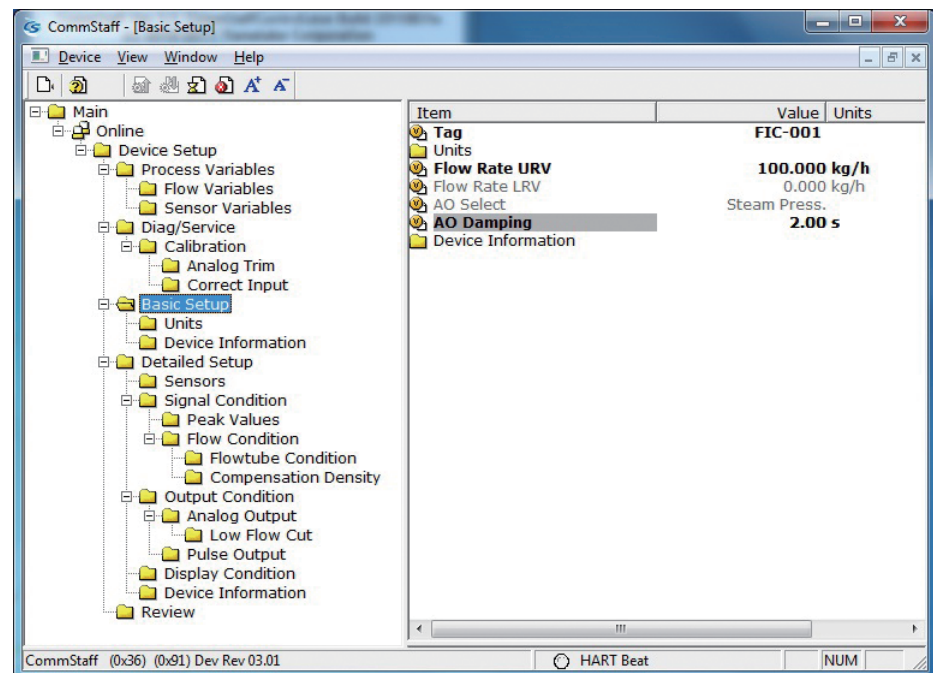 CommStaff - [Basic Setup]
Device View Window Help
Main
Online
Device Setup
Process Variables
Flow Variables
Sensor Variables
Diag/Service
Calibration
Analog Trim
Correct Input
Basic Setup
Units
Device Information
Detailed Setup
Sensors
Signal Condition
Peak Values
Flow Condition
Flowtube Condition
Compensation Density
Output Condition
Analog Output
Low Flow Cut
Pulse Output
Display Condition
Device Information
Review
Item Value Units
Tag FIC-001
Units
Flow Rate URV 100.000 kg/h
Flow Rate LRV 0.000 kg/h
AO Select Steam Press.
AO Damping 2.00 s
Device Information
CommStaff (0x36) (0x91) Dev Rev 03.01 HART Beat NUM